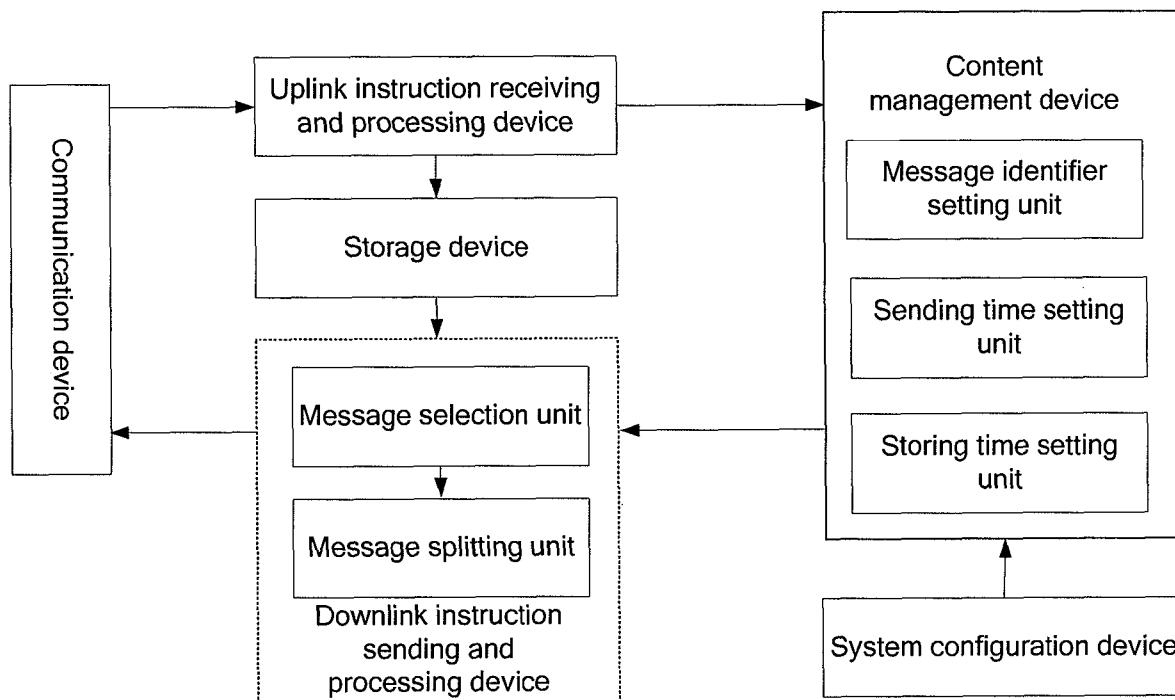 Communication device
Uplink instruction receiving
and processing device
Storage device
Message selection unit
Message splitting unit
Downlink instruction
sending and
processing device
Content
management device
Message identifier
setting unit
Sending time setting
unit
Storing time setting
unit
System configuration device